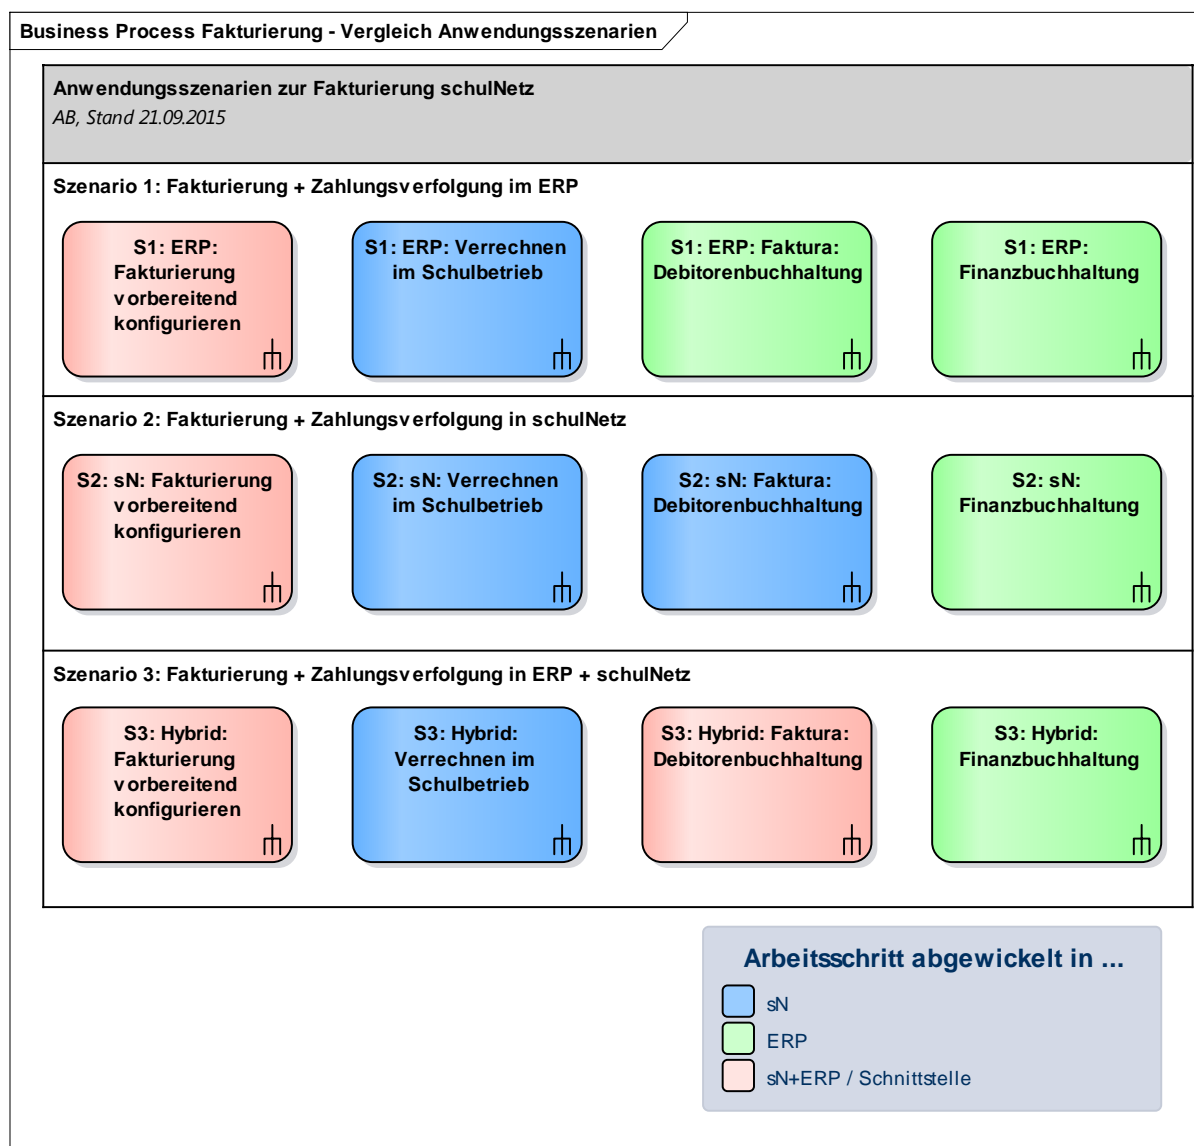 Business Process Fakturierung - Vergleich Anwendungsszenarien
Anwendungsszenarien zur Fakturierung schulNetz
AB, Stand 21.09.2015
Szenario 1: Fakturierung + Zahlungsverfolgung im ERP
S1: ERP:
Fakturierung
vorbereitend
konfigurieren
S1: ERP: Verrechnen
im Schulbetrieb
S1: ERP: Faktura:
Debitorenbuchhaltung
S1: ERP:
Finanzbuchhaltung
Szenario 2: Fakturierung + Zahlungsverfolgung in schulNetz
S2: sN: Fakturierung
vorbereitend
konfigurieren
S2: sN: Verrechnen
im Schulbetrieb
S2: sN: Faktura:
Debitorenbuchhaltung
S2: sN:
Finanzbuchhaltung
Szenario 3: Fakturierung + Zahlungsverfolgung in ERP + schulNetz
S3: Hybrid:
Fakturierung
vorbereitend
konfigurieren
S3: Hybrid:
Verrechnen im
Schulbetrieb
S3: Hybrid: Faktura:
Debitorenbuchhaltung
S3: Hybrid:
Finanzbuchhaltung
Arbeitsschritt abgewickelt in ...
sN
ERP
sN+ERP / Schnittstelle